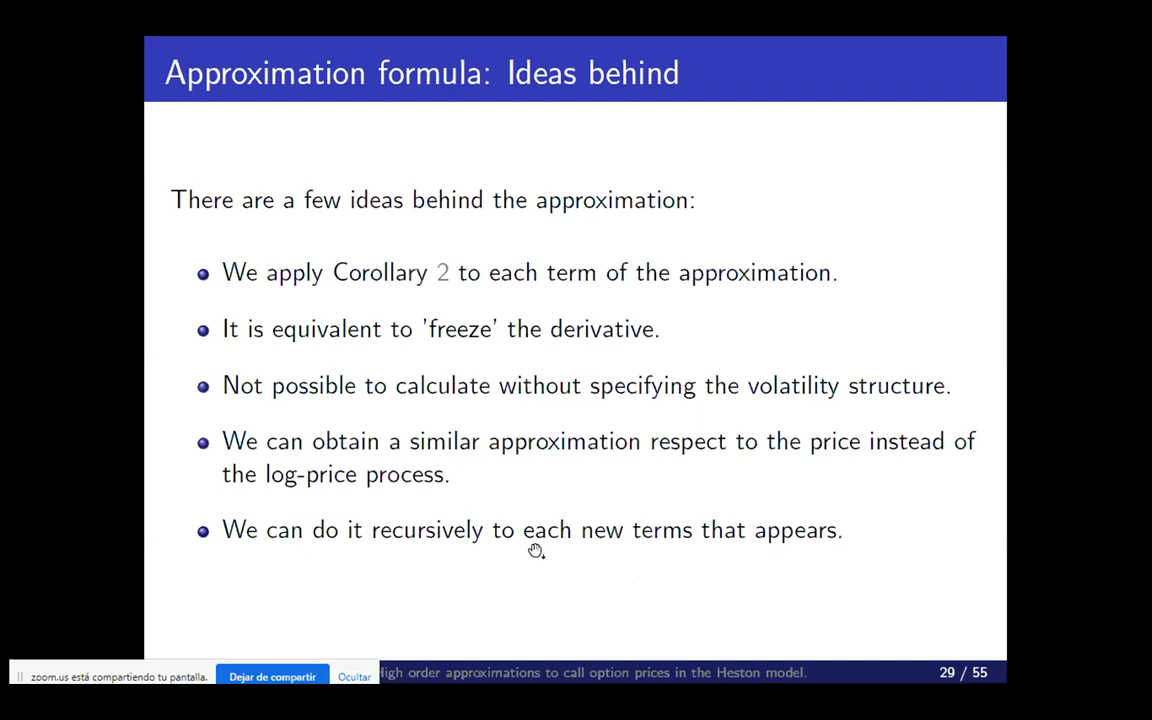 Approximation formula: Ideas behind
There are a few ideas behind the approximation:
We apply Corollary 2 to each term of the approximation.
It is equivalent to 'freeze' the derivative.
Not possible to calculate without specifying the volatility structure.
We can obtain a similar approximation respect to the price instead of
the log-price process.
We can do it recursively to each new terms that appears.
zoom.us está compartiendo tu pantalla. Dejar de compartir Ocultar
High order approximations to call option prices in the Heston model. 29 / 55